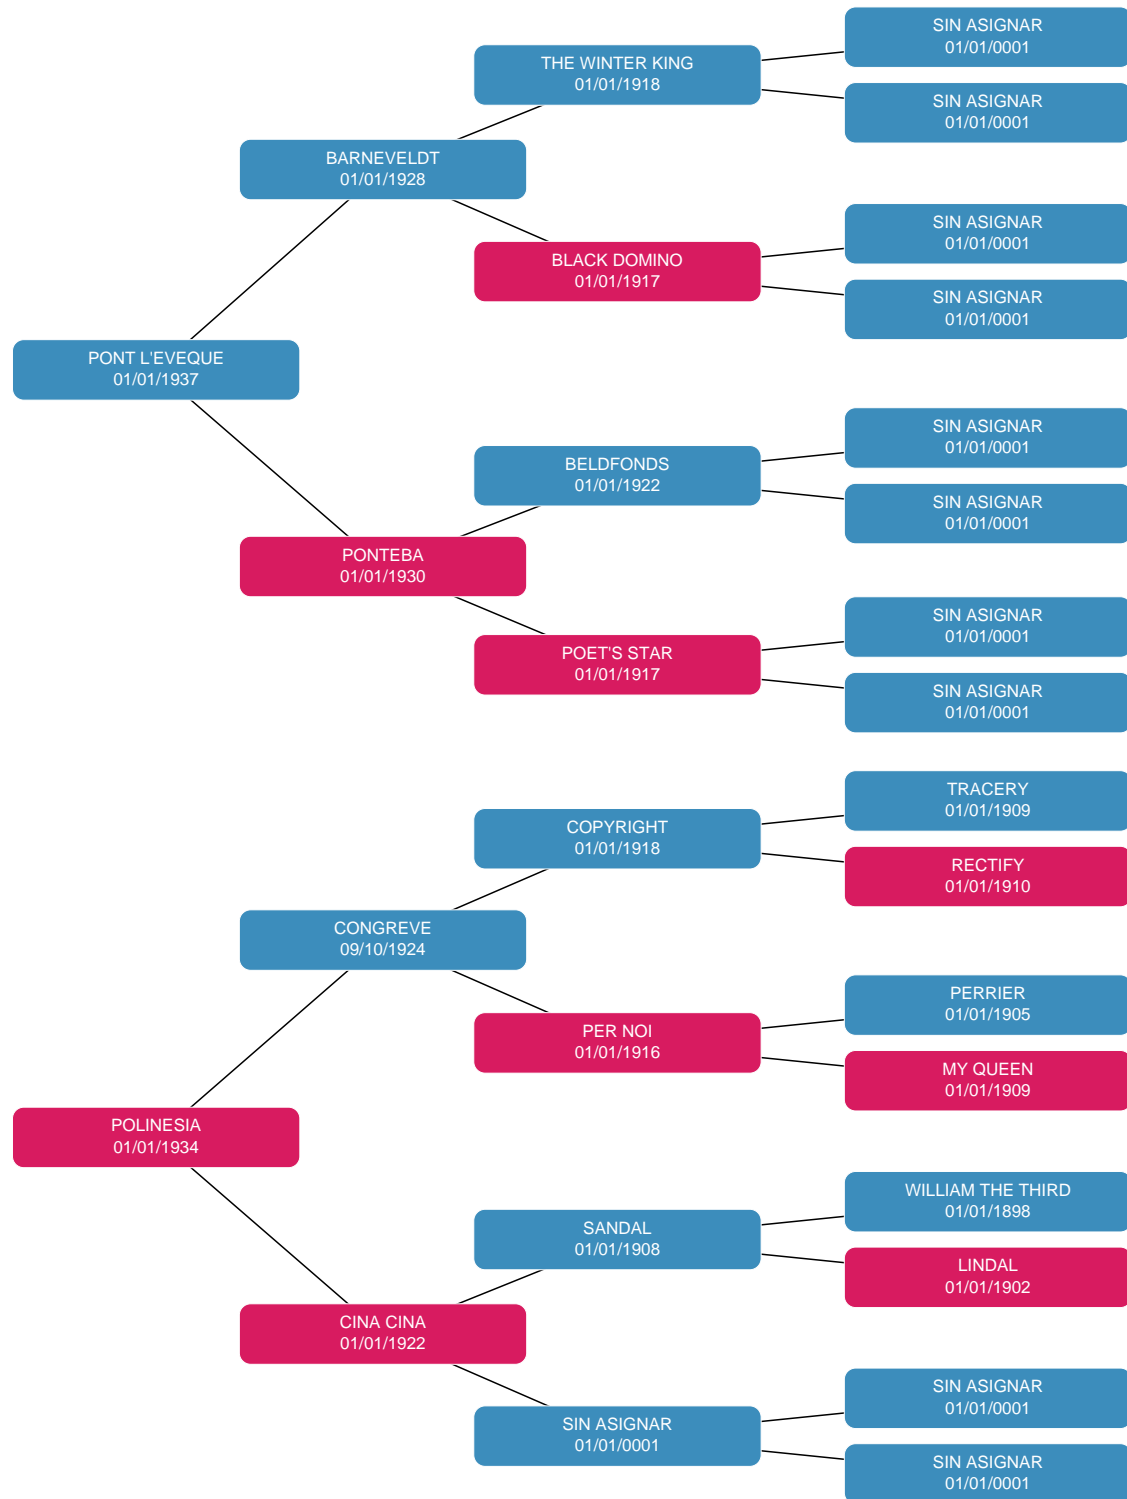 SIN ASIGNAR
01/01/0001
THE WINTER KING
01/01/1918
SIN ASIGNAR
01/01/0001
BARNEVELDT
01/01/1928
SIN ASIGNAR
01/01/0001
BLACK DOMINO
01/01/1917
SIN ASIGNAR
01/01/0001
PONT L'EVEQUE
01/01/1937
SIN ASIGNAR
01/01/0001
BELDFONDS
01/01/1922
SIN ASIGNAR
01/01/0001
PONTEBA
01/01/1930
SIN ASIGNAR
01/01/0001
POET'S STAR
01/01/1917
SIN ASIGNAR
01/01/0001
TRACERY
01/01/1909
COPYRIGHT
01/01/1918
RECTIFY
01/01/1910
CONGREVE
09/10/1924
PERRIER
01/01/1905
PER NOI
01/01/1916
MY QUEEN
01/01/1909
POLINESIA
01/01/1934
WILLIAM THE THIRD
01/01/1898
SANDAL
01/01/1908
LINDAL
01/01/1902
CINA CINA
01/01/1922
SIN ASIGNAR
01/01/0001
SIN ASIGNAR
01/01/0001
SIN ASIGNAR
01/01/0001